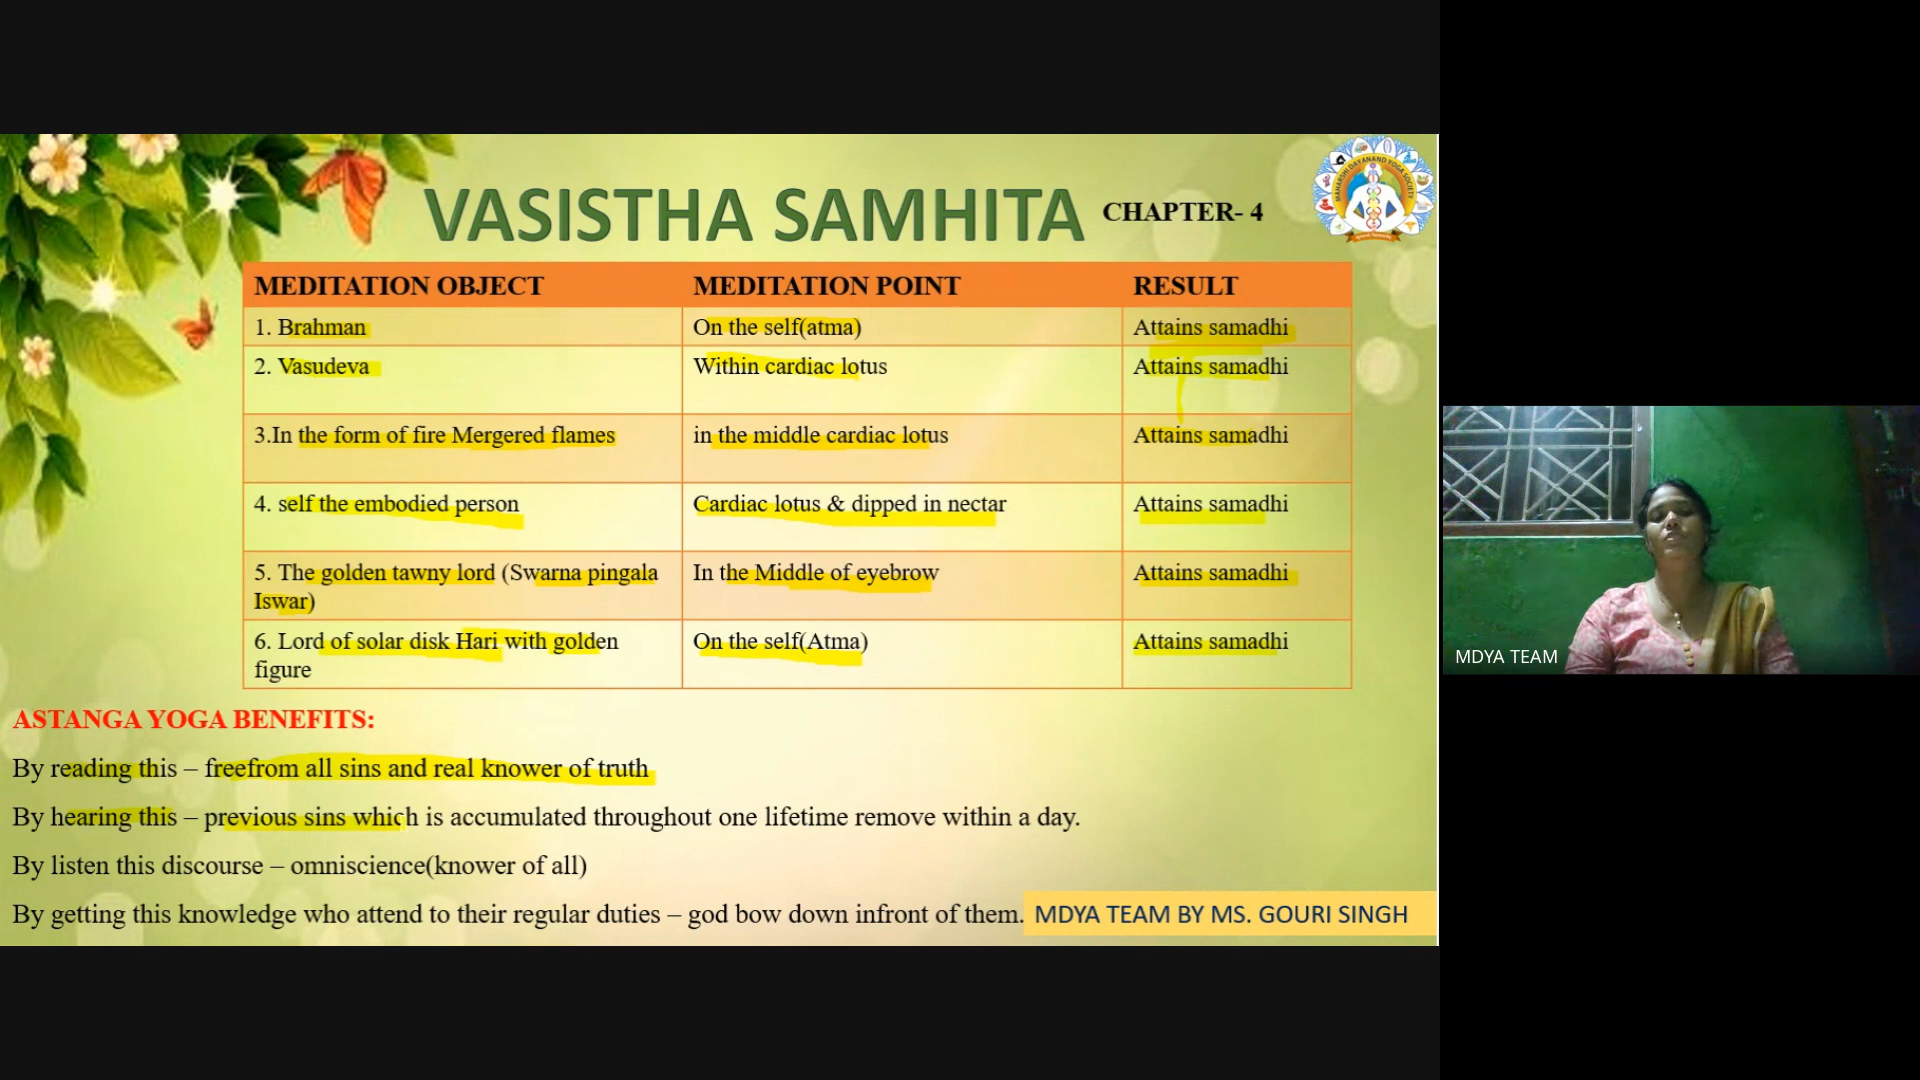 VASISTHA SAMHITA CHAPTER- 4
MAHARSHI DAYANAND YOGA SOCIETY
MEDITATION OBJECT MEDITATION POINT RESULT
1. Brahman On the self(atma) Attains samadhi
2. Vasudeva Within cardiac lotus Attains samadhi
3.In the form of fire Mergered flames in the middle cardiac lotus Attains samadhi
4. self the embodied person Cardiac lotus & dipped in nectar Attains samadhi
5. The golden tawny lord (Swarna pingala In the Middle of eyebrow Attains samadhi
Iswar)
6. Lord of solar disk Hari with golden On the self(Atma) Attains samadhi
figure
ASTANGA YOGA BENEFITS:
By reading this – freefrom all sins and real knower of truth
By hearing this – previous sins which is accumulated throughout one lifetime remove within a day.
By listen this discourse – omniscience(knower of all)
By getting this knowledge who attend to their regular duties – god bow down infront of them.
MDYA TEAM BY MS. GOURI SINGH
MDYA TEAM